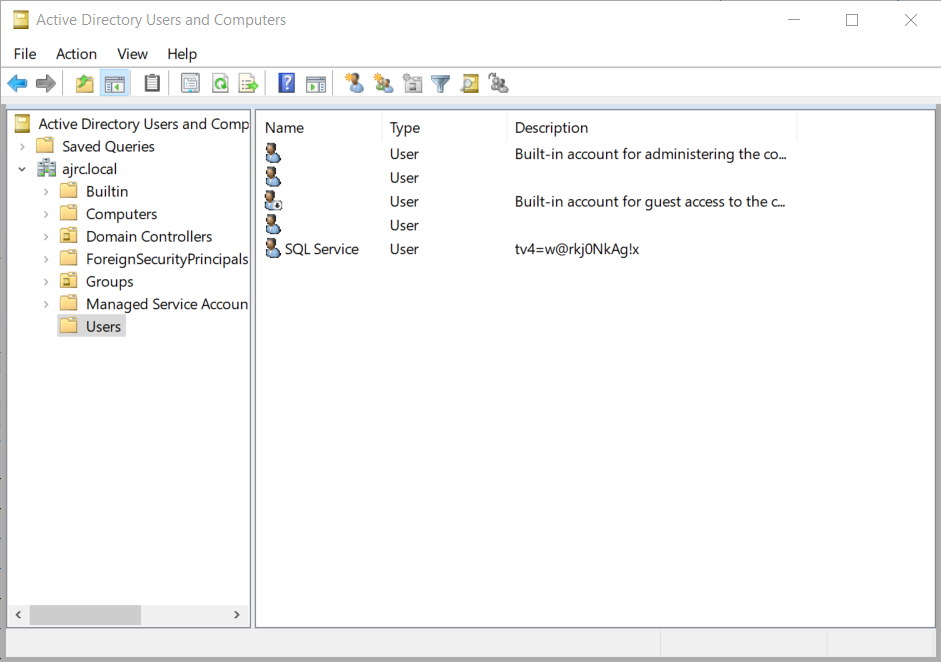 Active Directory Users and Computers
File Action View Help
Active Directory Users and Comp
Saved Queries
ajrc.local
Builtin
Computers
Domain Controllers
ForeignSecurityPrincipals
Groups
Managed Service Accoun
Users
Name Type Description
User Built-in account for administering the co...
User
User Built-in account for guest access to the c...
User
SQL Service User tv4=w@rkj0NkAg!x